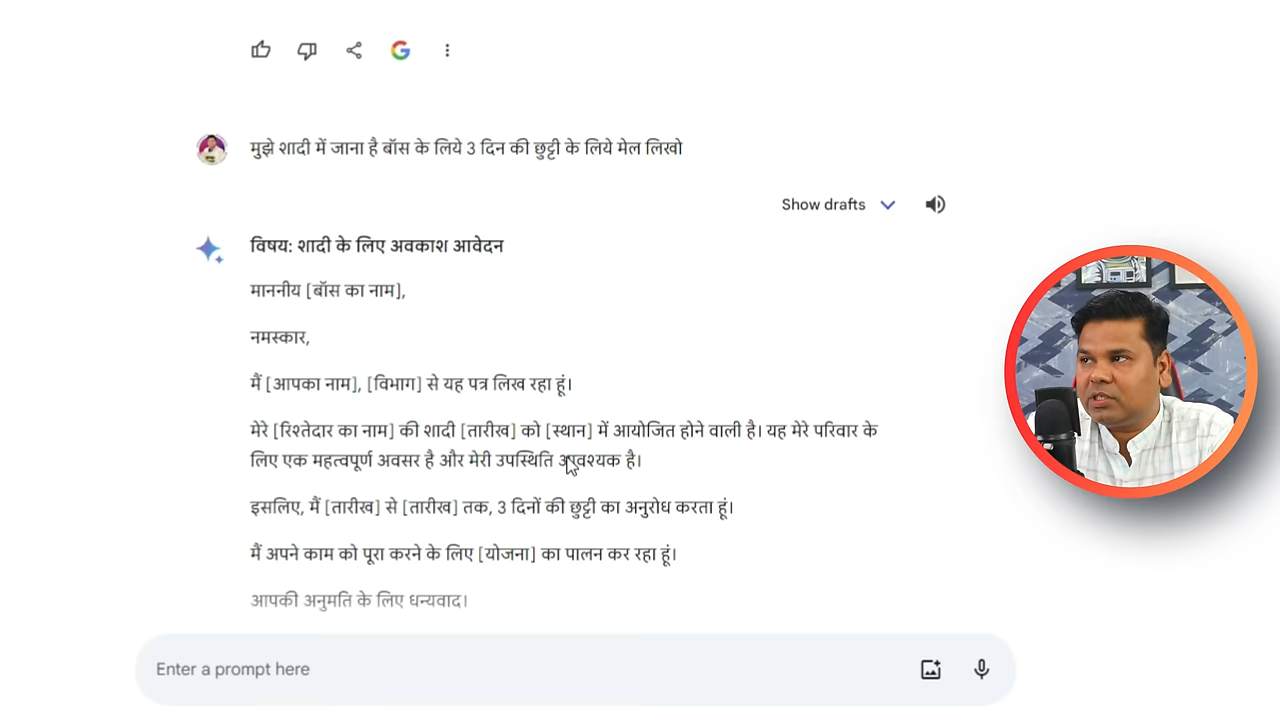 मुझे शादी में जाना है बॉस के लिये 3 दिन की छुट्टी के लिये मेल लिखो
Show drafts
विषय: शादी के लिए अवकाश आवेदन
माननीय [बॉस का नाम],
नमस्कार,
मैं [आपका नाम], [विभाग] से यह पत्र लिख रहा हूं।
मेरे [रिश्तेदार का नाम] की शादी [तारीख] को [स्थान] में आयोजित होने वाली है। यह मेरे परिवार के
लिए एक महत्वपूर्ण अवसर है और मेरी उपस्थिति आवश्यक है।
इसलिए, मैं [तारीख] से [तारीख] तक, 3 दिनों की छुट्टी का अनुरोध करता हूं।
मैं अपने काम को पूरा करने के लिए [योजना] का पालन कर रहा हूं।
आपकी अनुमति के लिए धन्यवाद।
Enter a prompt here